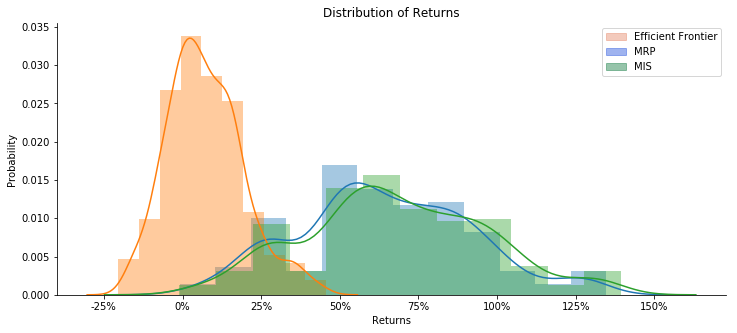 Distribution of Returns
Efficient Frontier
MRP
MIS
Probability
0.035
0.030
0.025
0.020
0.015
0.010
0.005
0.000
-25%
0%
25%
50%
75%
100%
125%
150%
Returns